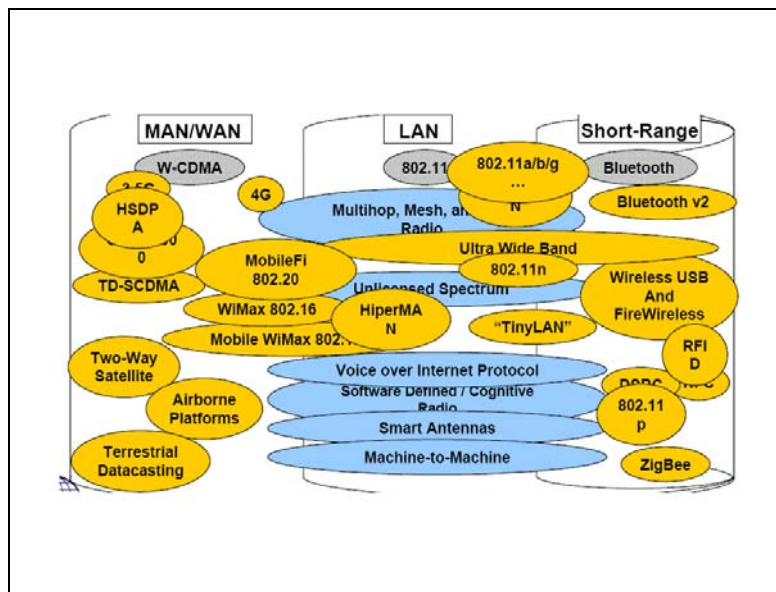 MAN/WAN
LAN
Short-Range
W-CDMA
802.11
802.11a/b/g
…
Bluetooth
4G
HSDP
A
Multihop, Mesh,
Radio
N
Bluetooth v2
0
Ultra Wide Band
MobileFi
802.20
802.11n
TD-SCDMA
Unlicensed Spectrum
Wireless USB
And
FireWireless
WiMax 802.16
HiperMA
N
“TinyLAN”
Mobile WiMax
RFI
D
Two-Way
Satellite
Voice over Internet Protocol
Software Defined / Cognitive
Radio
802.11
p
Airborne
Platforms
Smart Antennas
Terrestrial
Datacasting
Machine-to-Machine
ZigBee